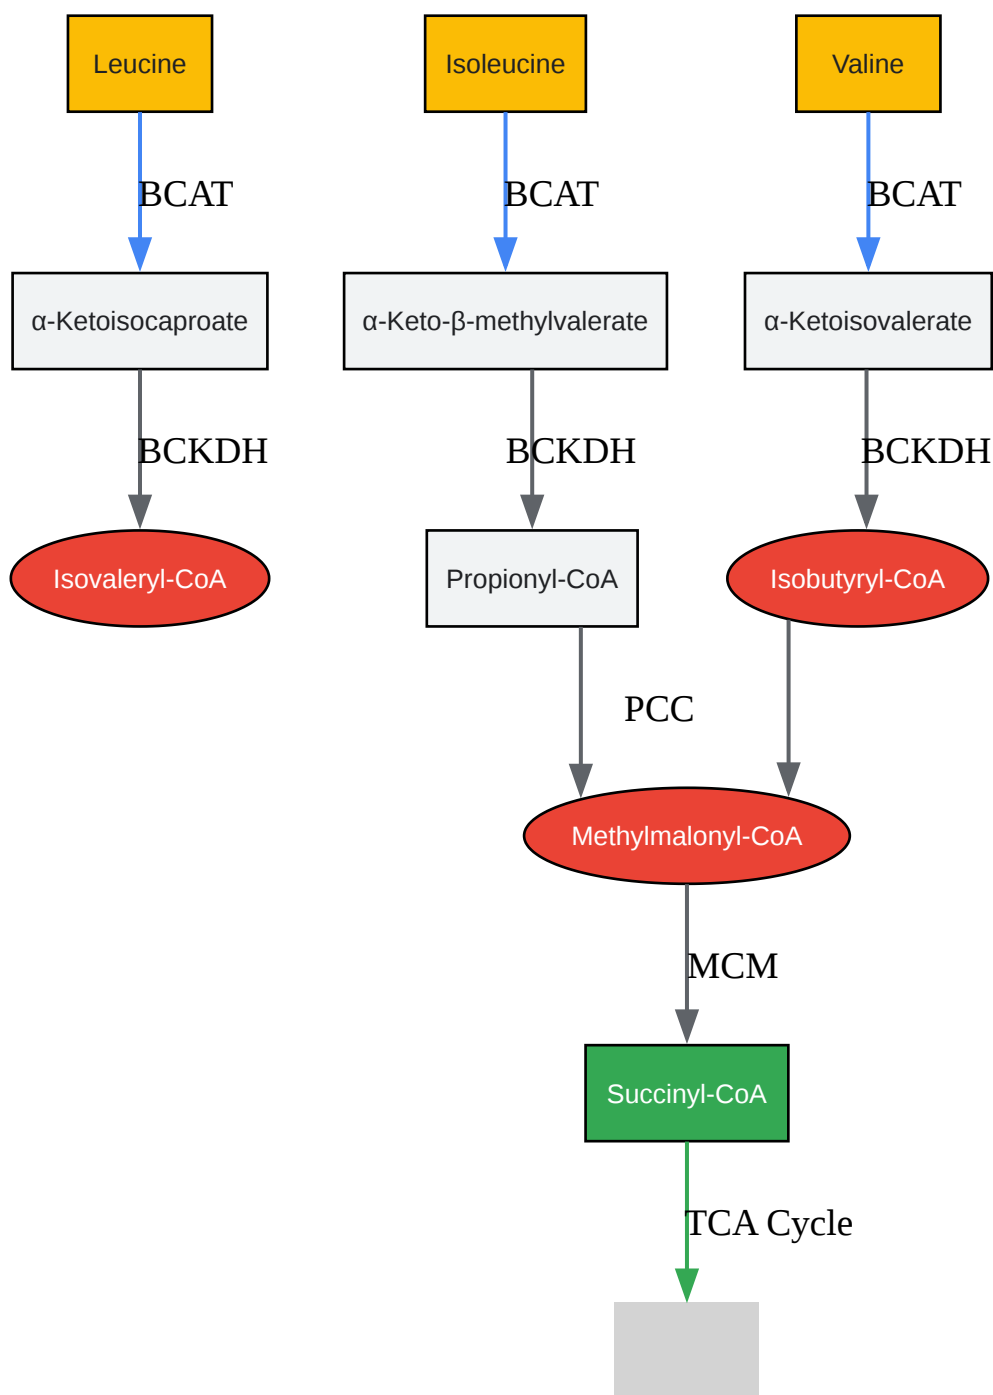 Leucine
Isoleucine
Valine
BCAT
BCAT
BCAT
α-Ketoisocaproate
α-Keto-β-methylvalerate
α-Ketoisovalerate
BCKDH
BCKDH
BCKDH
Isovaleryl-CoA
Propionyl-CoA
Isobutyryl-CoA
PCC
Methylmalonyl-CoA
MCM
Succinyl-CoA
TCA Cycle